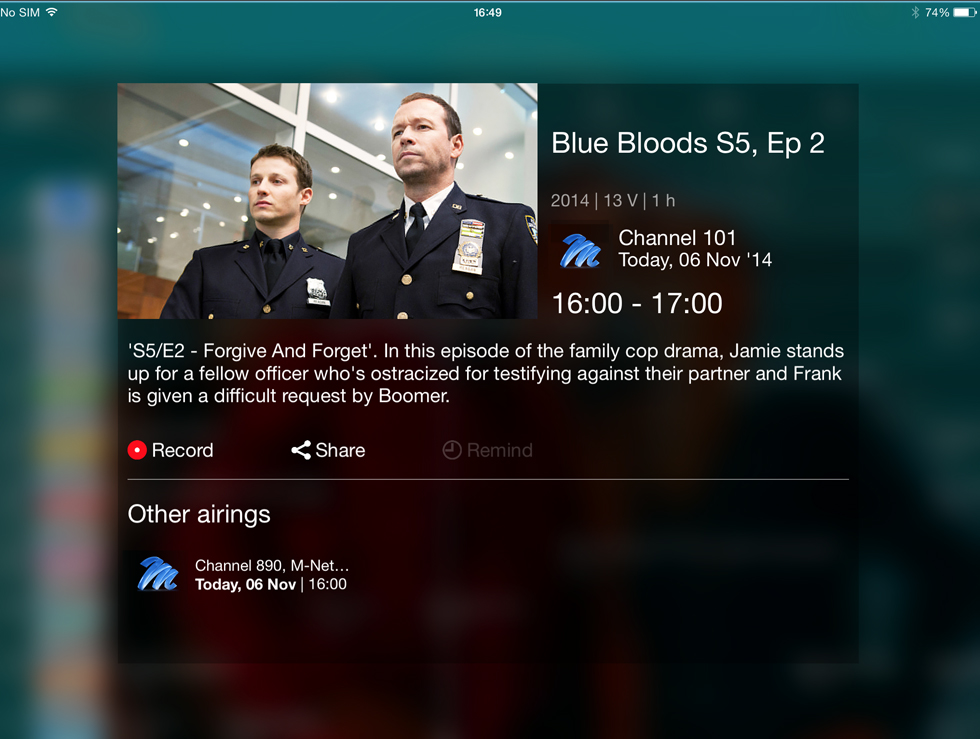 No SIM
16:49
74%
Blue Bloods S5, Ep 2
2014 | 13 V | 1 h
Channel 101
Today, 06 Nov '14
16:00 - 17:00
'S5/E2 - Forgive And Forget'. In this episode of the family cop drama, Jamie stands
up for a fellow officer who's ostracized for testifying against their partner and Frank
is given a difficult request by Boomer.
Record
Share
Remind
Other airings
Channel 890, M-Net...
Today, 06 Nov | 16:00